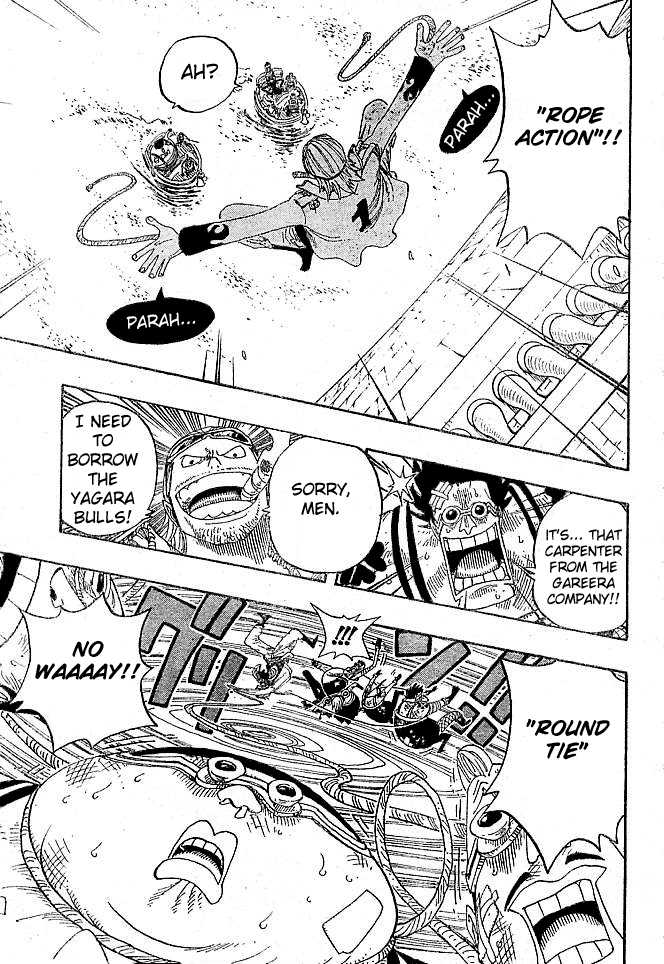 "ROPE
ACTION"!!
PARAH...
AH?
PARAH...
1
IT'S... THAT
CARPENTER
FROM THE
GAREERA
COMPANY!!
SORRY,
MEN.
I NEED
TO
BORROW
THE
YAGARA
BULLS!
"ROUND
TIE"
!!!
NO
WAAAAY!!